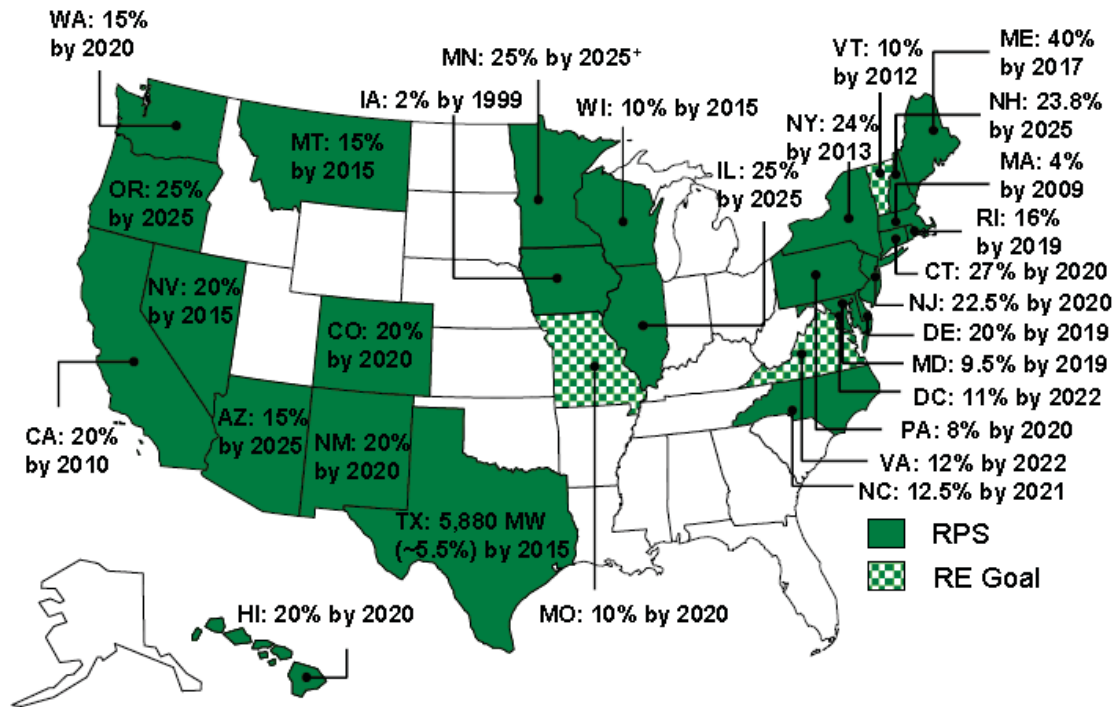 WA: 15%
by 2020
MN: 25% by 2025+
IA: 2% by 1999
WI: 10% by 2015
VT: 10%
by 2012
ME: 40%
by 2017
NH: 23.8%
by 2025
NY: 24%
by 2013
MA: 4%
by 2009
MT: 15%
by 2015
IL: 25%
by 2025
OR: 25%
by 2025
RI: 16%
by 2019
CT: 27% by 2020
NV: 20%
by 2015
NJ: 22.5% by 2020
CO: 20%
by 2020
DE: 20% by 2019
MD: 9.5% by 2019
DC: 11% by 2022
CA: 20%
by 2010
AZ: 15%
by 2025
NM: 20%
by 2020
PA: 8% by 2020
VA: 12% by 2022
NC: 12.5% by 2021
TX: 5,880 MW
(~5.5%) by 2015
RPS
RE Goal
HI: 20% by 2020
MO: 10% by 2020